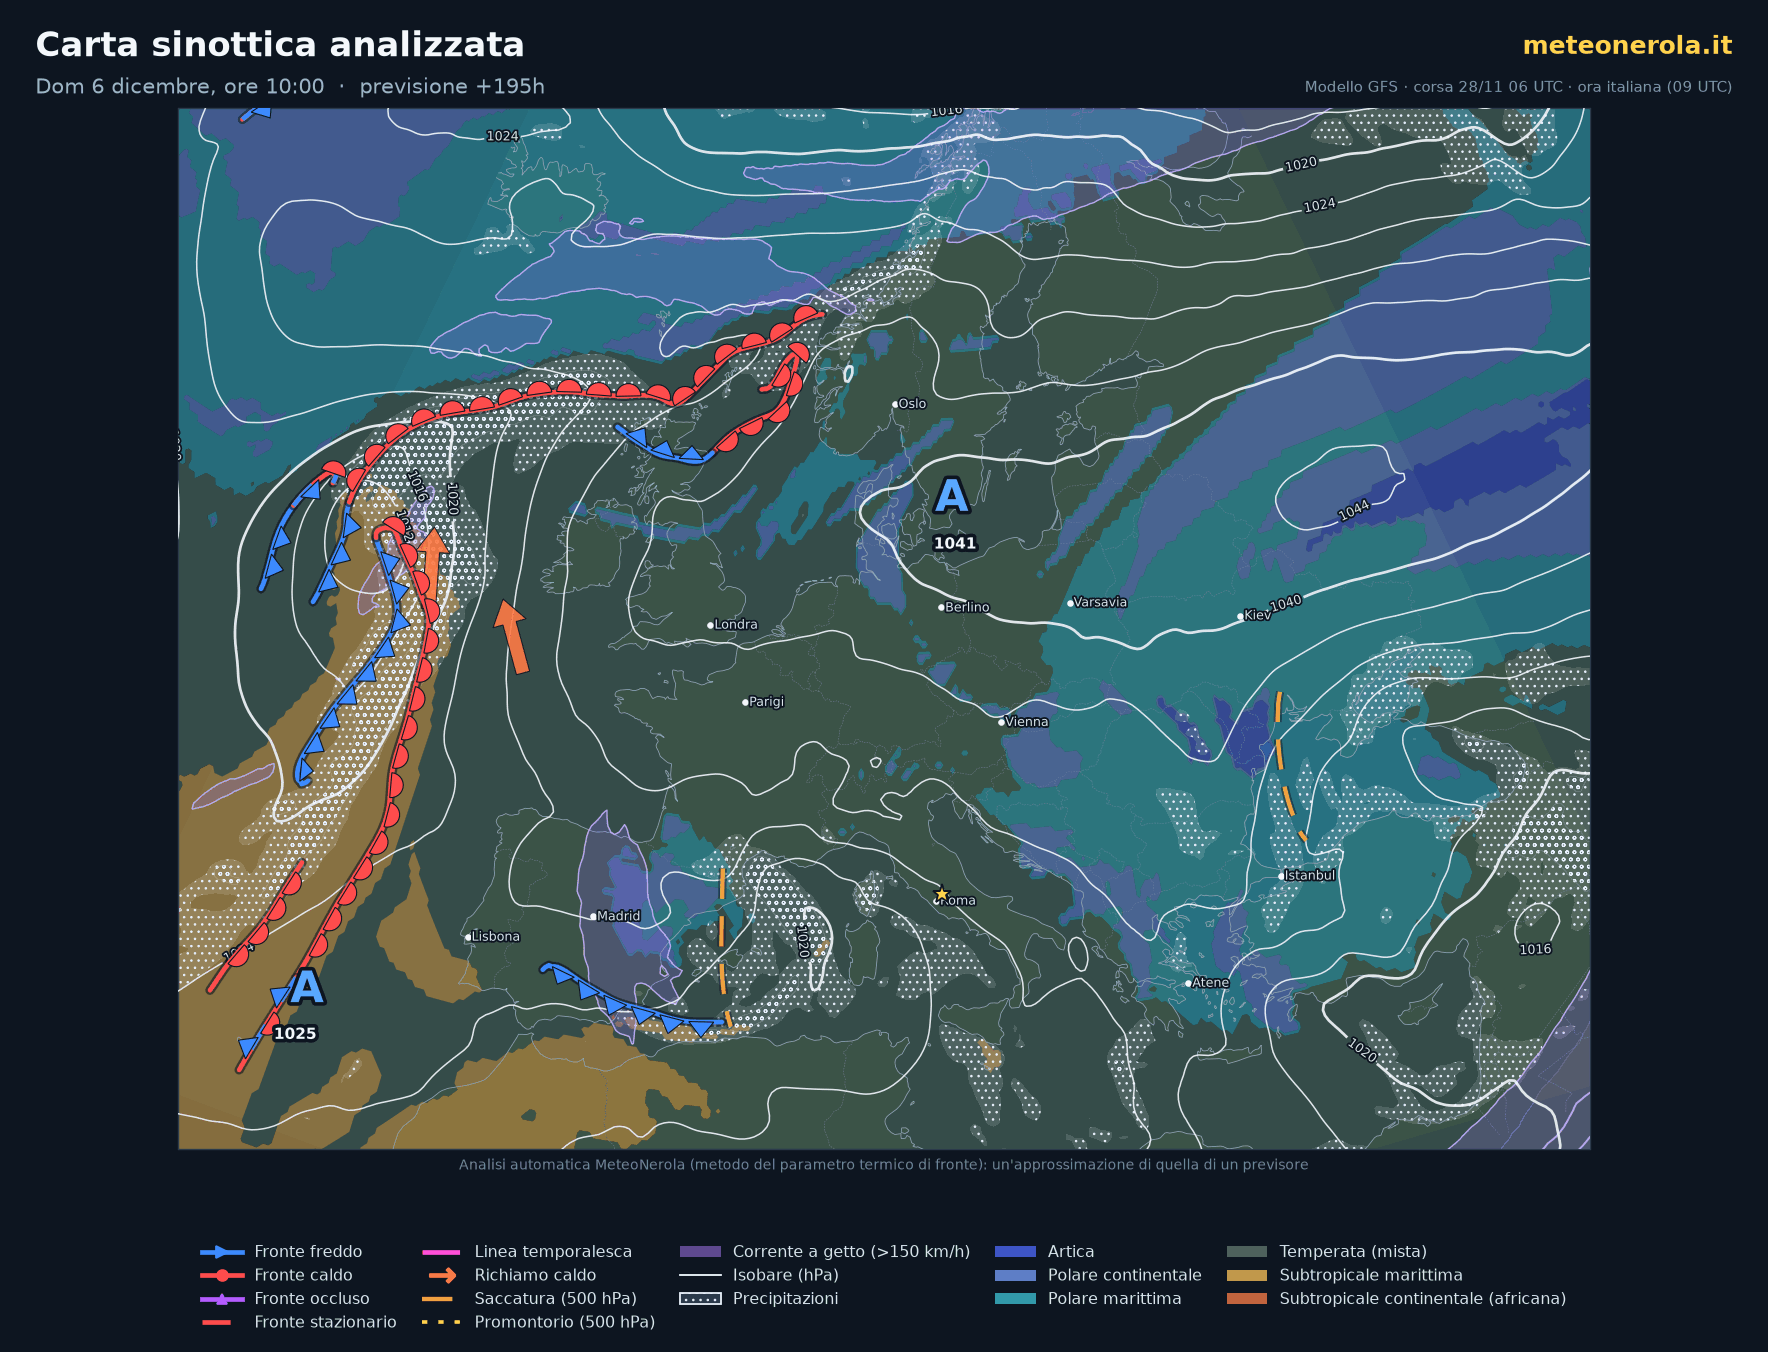 Carta sinottica analizzata
meteonerola.it
Dom 6 dicembre, ore 10:00 · previsione +195h
Modello GFS · corsa 28/11 06 UTC · ora italiana (09 UTC)
1016
1024
1020
1024
Oslo
1016
1020
1012
A
1041
1044
Berlino
Varsavia
Kiev
1040
Londra
Parigi
Vienna
Istanbul
Roma
Madrid
Lisbona
1020
1016
Atene
A
1025
1020
Analisi automatica MeteoNerola (metodo del parametro termico di fronte): un'approssimazione di quella di un previsore
Fronte freddo
Fronte caldo
Fronte occluso
Fronte stazionario
Linea temporalesca
Richiamo caldo
Saccatura (500 hPa)
Promontorio (500 hPa)
Corrente a getto (>150 km/h)
Isobare (hPa)
Precipitazioni
Artica
Polare continentale
Polare marittima
Temperata (mista)
Subtropicale marittima
Subtropicale continentale (africana)